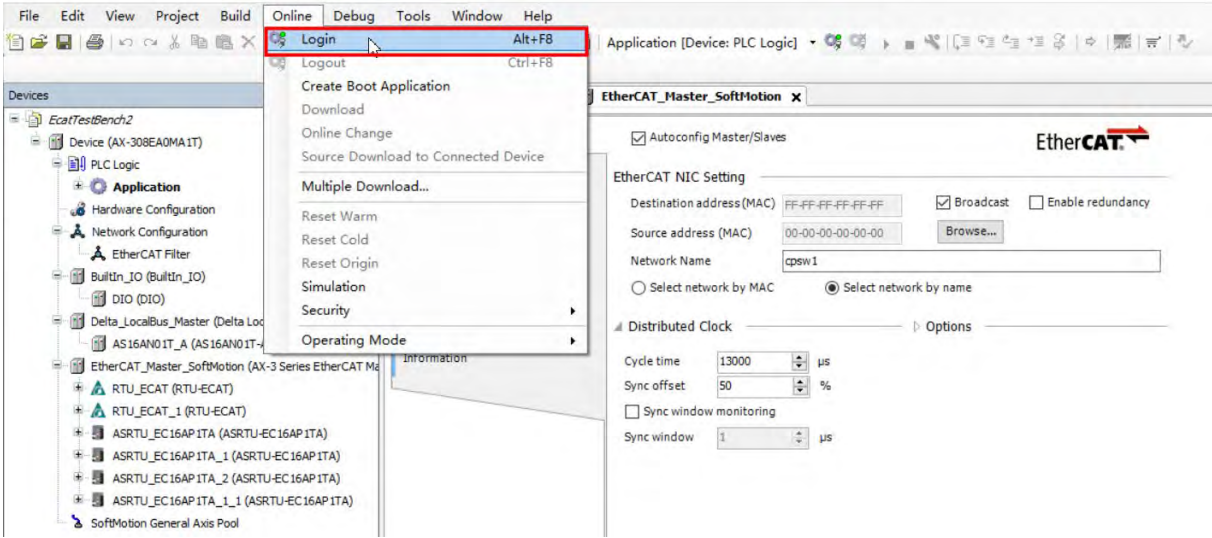 File Edit View Project Build Online Debug Tools Window Help
Login Alt+F8
Application [Device: PLC Logic]
Logout Ctrl+F8
Create Boot Application
Download
Online Change
Source Download to Connected Device
Multiple Download...
Reset Warm
Reset Cold
Reset Origin
Simulation
Security
Operating Mode
Devices
EcatTestBench2
Device (AX-308EA0MA1T)
PLC Logic
Application
Hardware Configuration
Network Configuration
EtherCAT Filter
BuiltIn_IO (BuiltIn_IO)
DIO (DIO)
Delta_LocalBus_Master (Delta Loc
AS16AN01T_A (AS16AN01T-A
EtherCAT_Master_SoftMotion (AX-3 Series EtherCAT Ma
RTU_ECAT (RTU-ECAT)
RTU_ECAT_1 (RTU-ECAT)
ASRTU_EC16AP1TA (ASRTU-EC16AP1TA)
ASRTU_EC16AP1TA_1 (ASRTU-EC16AP1TA)
ASRTU_EC16AP1TA_2 (ASRTU-EC16AP1TA)
ASRTU_EC16AP1TA_1_1 (ASRTU-EC16AP1TA)
SoftMotion General Axis Pool
Information
EtherCAT_Master_SoftMotion X
Autoconfig Master/Slaves
EtherCAT
EtherCAT NIC Setting
Destination address (MAC) FF-FF-FF-FF-FF-FF Broadcast Enable redundancy
Source address (MAC) 00-00-00-00-00-00 Browse...
Network Name cpsw1
Select network by MAC Select network by name
Distributed Clock Options
Cycle time 13000 µs
Sync offset 50 %
Sync window monitoring
Sync window 1 µs